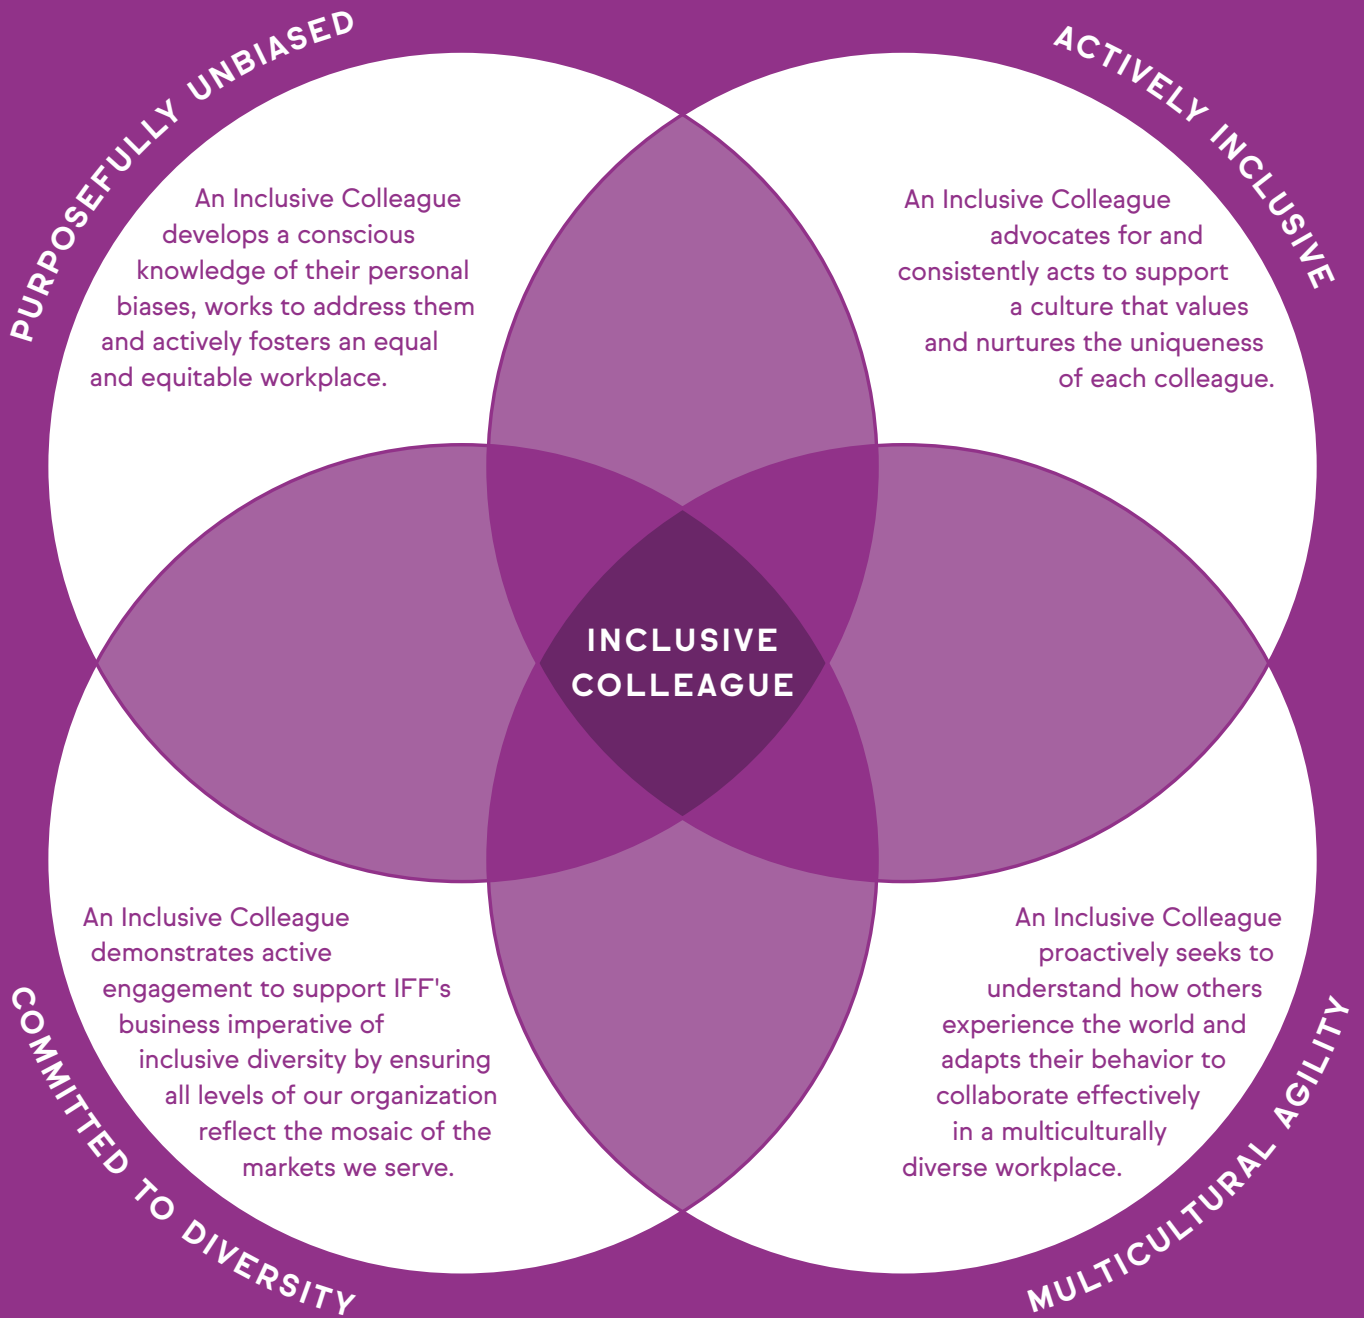 PURPOSEFULLY UNBIASED
An Inclusive Colleague
develops a conscious
knowledge of their personal
biases, works to address them
and actively fosters an equal
and equitable workplace.
ACTIVELY INCLUSIVE
An Inclusive Colleague
advocates for and
consistently acts to support
a culture that values
and nurtures the uniqueness
of each colleague.
INCLUSIVE
COLLEAGUE
COMMITTED TO DIVERSITY
An Inclusive Colleague
demonstrates active
engagement to support IFF's
business imperative of
inclusive diversity by ensuring
all levels of our organization
reflect the mosaic of the
markets we serve.
MULTICULTURAL AGILITY
An Inclusive Colleague
proactively seeks to
understand how others
experience the world and
adapts their behavior to
collaborate effectively
in a multiculturally
diverse workplace.